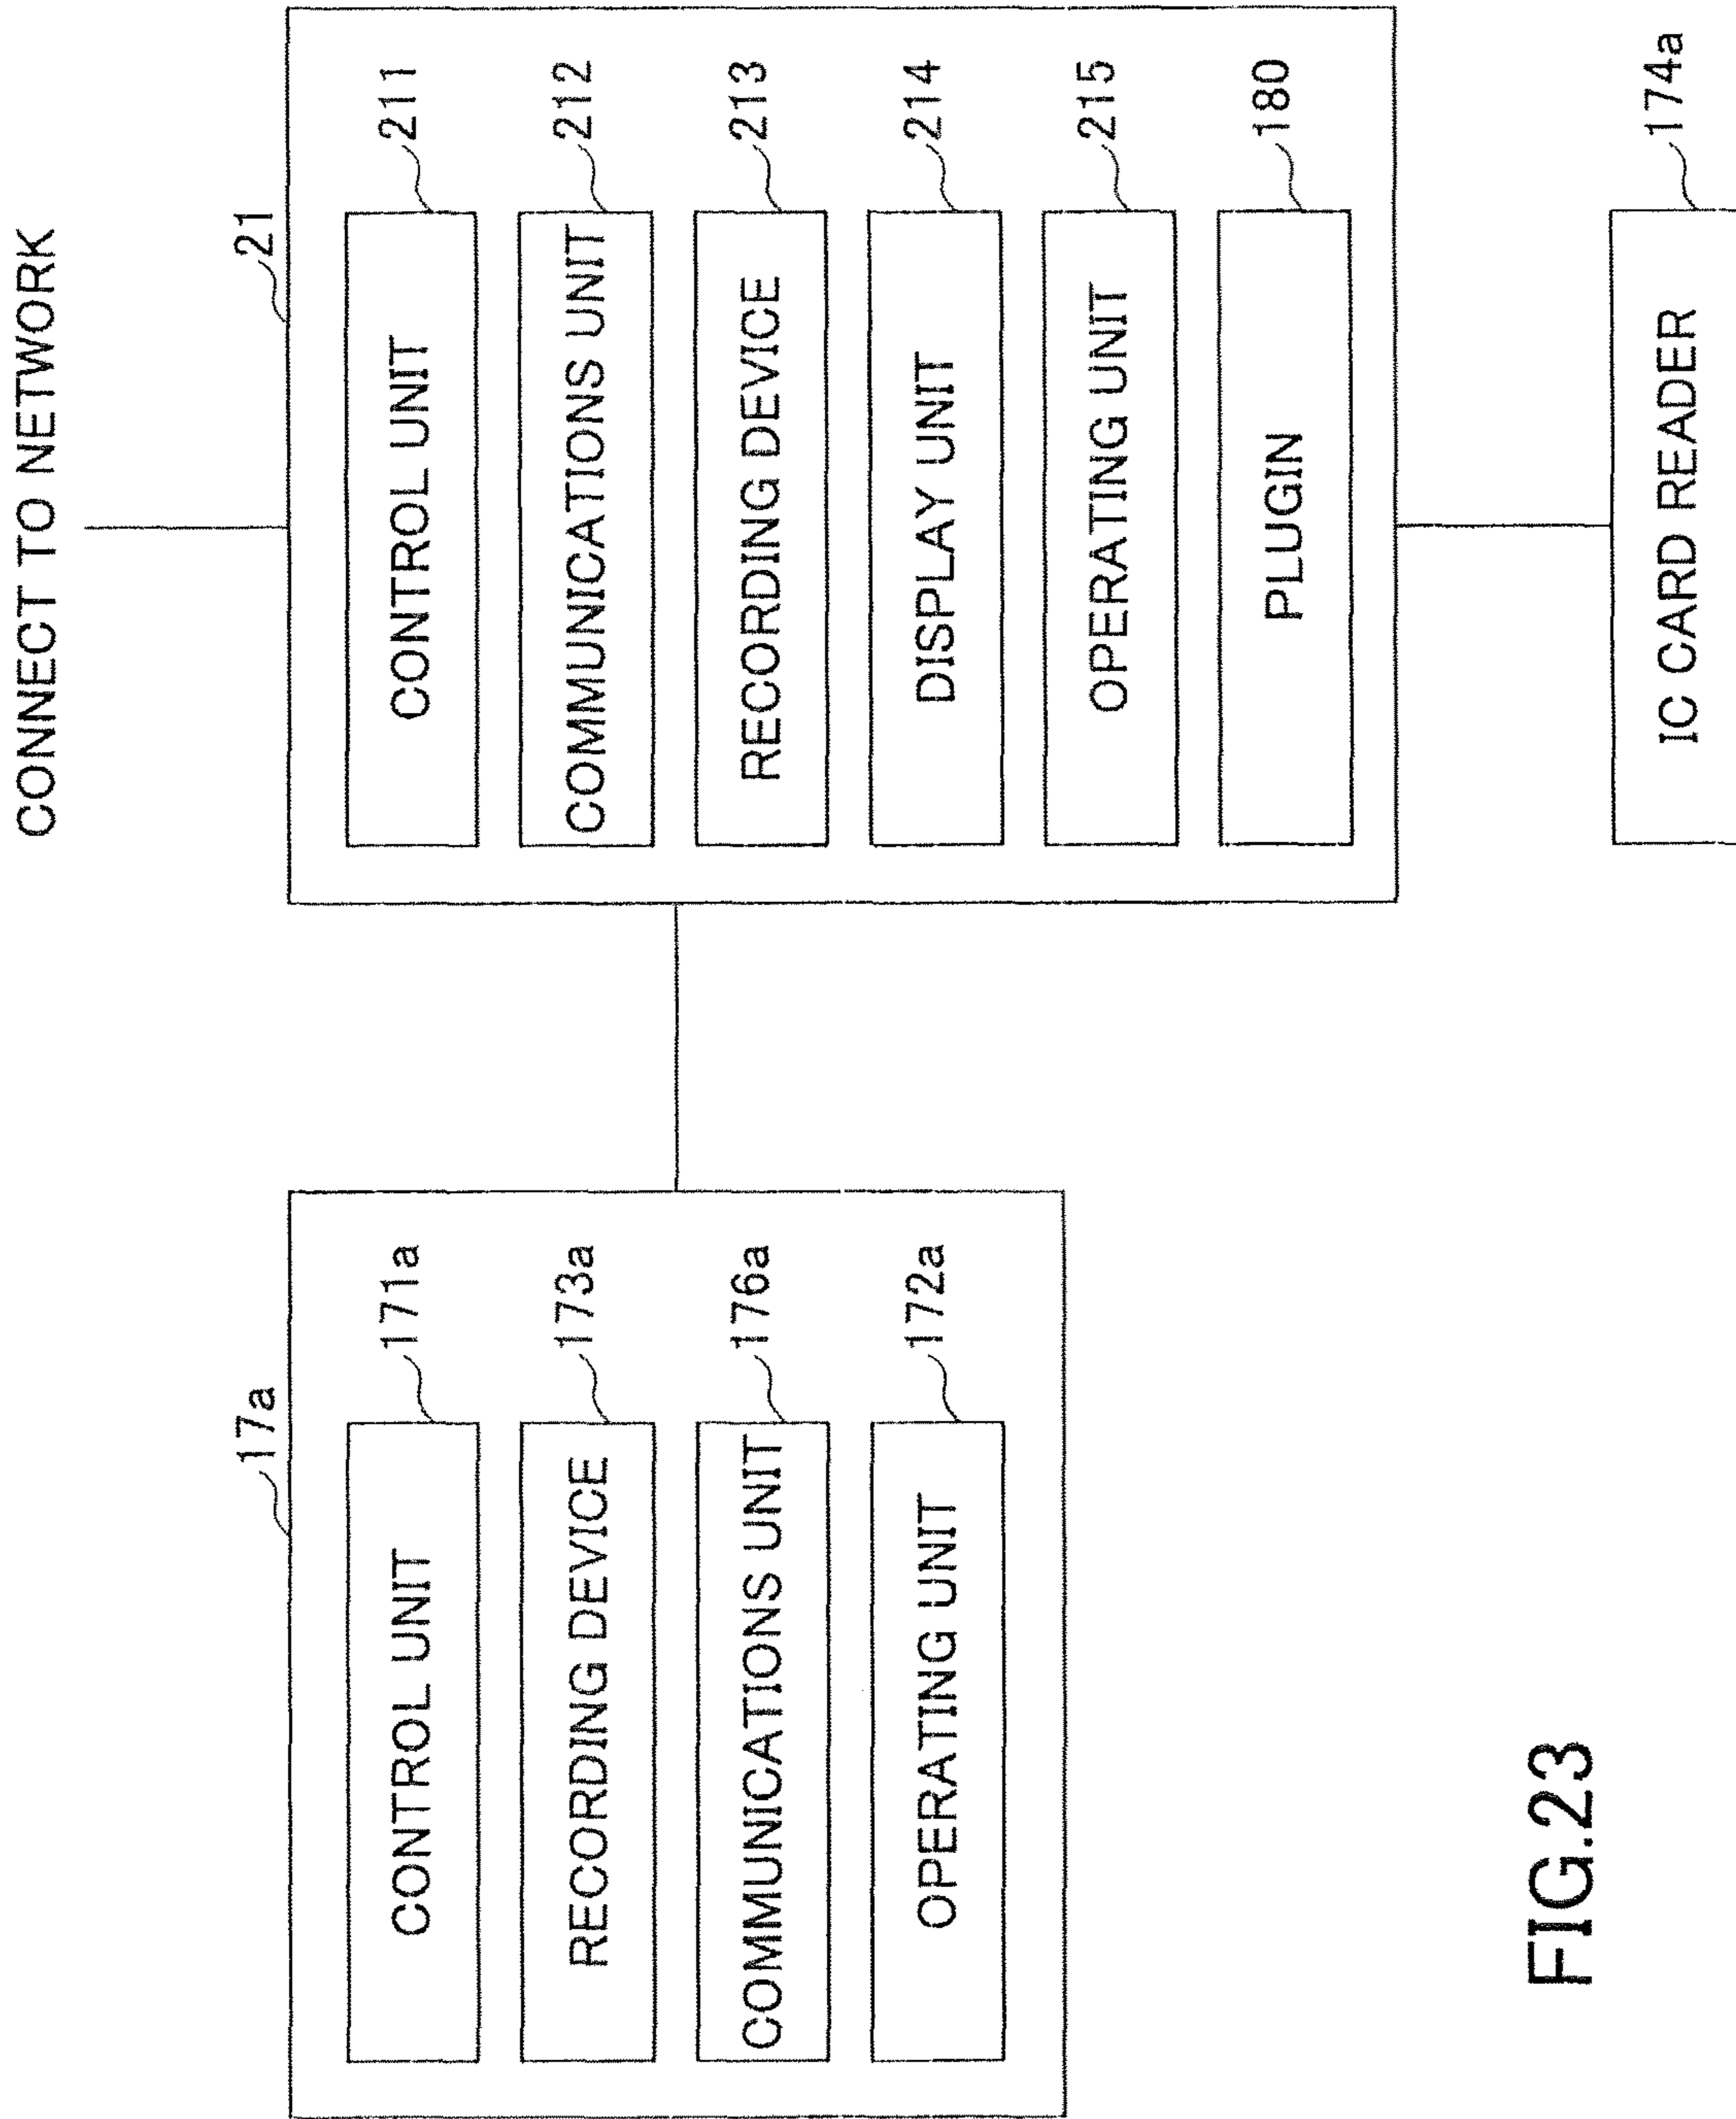 CONNECT TO NETWORK
17a
CONTROL UNIT 171a
RECORDING DEVICE 173a
COMMUNICATIONS UNIT 176a
OPERATING UNIT 172a
21
CONTROL UNIT 211
COMMUNICATIONS UNIT 212
RECORDING DEVICE 213
DISPLAY UNIT 214
OPERATING UNIT 215
PLUGIN 180
IC CARD READER 174a
FIG.23